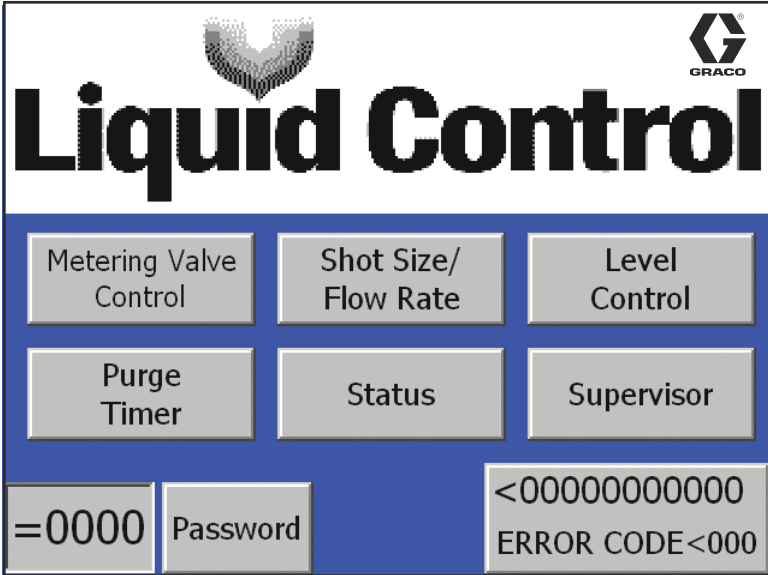 GRACO
®
Liquid Control
Metering Valve
Control
Shot Size/
Flow Rate
Level
Control
Purge
Timer
Status
Supervisor
=0000
Password
<00000000000
ERROR CODE<000